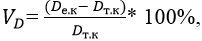 V_D = (D_е.к − D_т.к) / D_т.к * 100%,